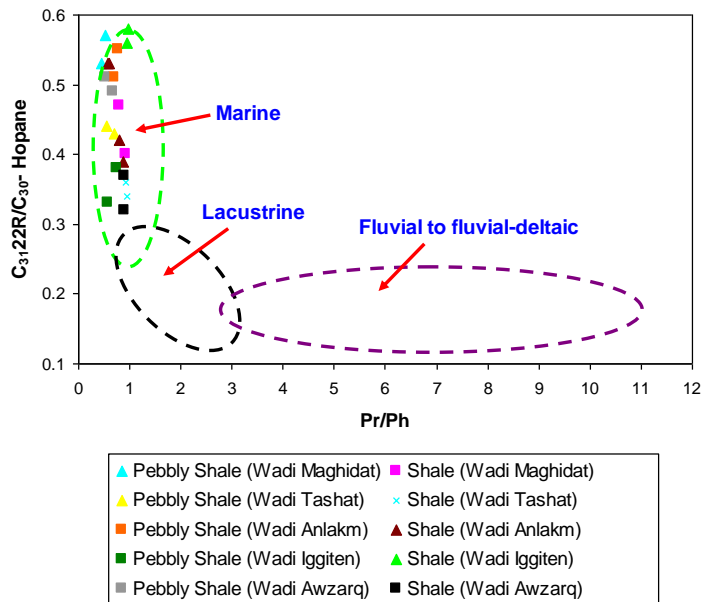 0.6
0.5
0.4
0.3
0.2
0.1
C3122R/C30- Hopane
Marine
Lacustrine
Fluvial to fluvial-deltaic
0 1 2 3 4 5 6 7 8 9 10 11 12
Pr/Ph
Pebbly Shale (Wadi Maghidat) Shale (Wadi Maghidat)
Pebbly Shale (Wadi Tashat) Shale (Wadi Tashat)
Pebbly Shale (Wadi Anlakm) Shale (Wadi Anlakm)
Pebbly Shale (Wadi Iggiten) Shale (Wadi Iggiten)
Pebbly Shale (Wadi Awzarq) Shale (Wadi Awzarq)